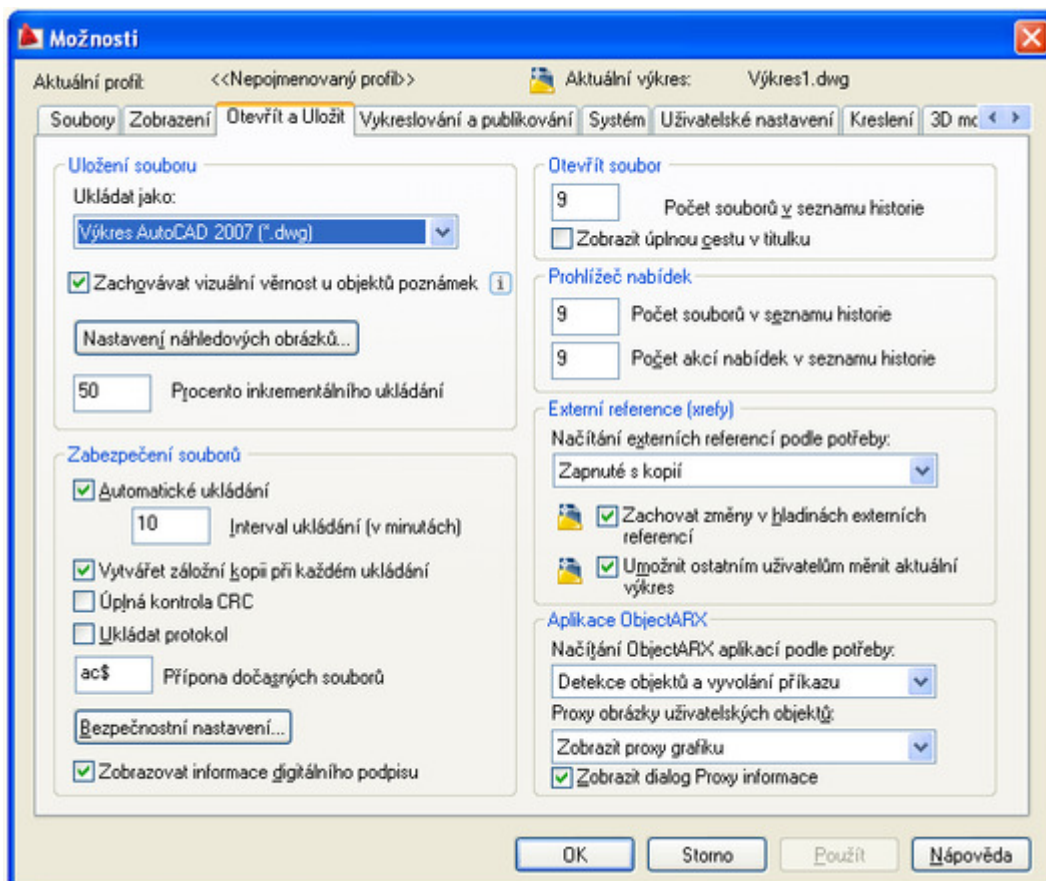 Možnosti
Aktuální profil: <<Nepojmenovaný profil>> Aktuální výkres: Výkres1.dwg
Soubory Zobrazení Otevřít a Uložit Vykreslování a publikování Systém Uživatelské nastavení Kreslení 3D mc
Uložení souboru
Ukládat jako:
Výkres AutoCAD 2007 (*.dwg)
Zachovávat vizuální věrnost u objektů poznámek i
Nastavení náhledových obrázků...
50 Procento inkrementálního ukládání
Zabezpečení souborů
Automatické ukládání
10 Interval ukládání (v minutách)
Vytvářet záložní kopii při každém ukládání
Úplná kontrola CRC
Ukládat protokol
ac$ Přípona dočasných souborů
Bezpečnostní nastavení...
Zobrazovat informace digitálního podpisu
Otevřít soubor
9 Počet souborů v seznamu historie
Zobrazit úplnou cestu v titulku
Prohlížeč nabídek
9 Počet souborů v seznamu historie
9 Počet akcí nabídek v seznamu historie
Externí reference (xrefy)
Načítání externích referencí podle potřeby:
Zapnuté s kopií
Zachovat změny v hladinách externích
referencí
Umožnit ostatním uživatelům měnit aktuální
výkres
Aplikace ObjectARX
Načítání ObjectARX aplikací podle potřeby:
Detekce objektů a vyvolání příkazu
Proxy obrázky uživatelských objektů:
Zobrazit proxy grafiku
Zobrazit dialog Proxy informace
OK Storno Použít Nápověda